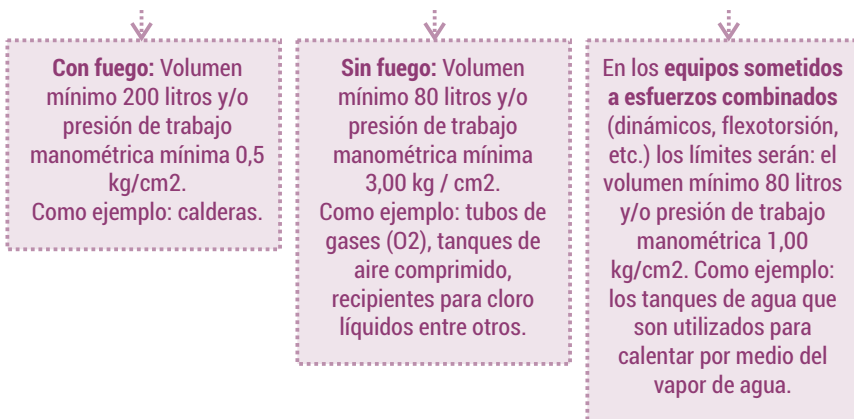 Con fuego: Volumen
mínimo 200 litros y/o
presión de trabajo
manométrica mínima 0,5
kg/cm2.
Como ejemplo: calderas.
Sin fuego: Volumen
mínimo 80 litros y/o
presión de trabajo
manométrica mínima
3,00 kg / cm2.
Como ejemplo: tubos de
gases (O2), tanques de
aire comprimido,
recipientes para cloro
líquidos entre otros.
En los equipos sometidos
a esfuerzos combinados
(dinámicos, flexotorsión,
etc.) los límites serán: el
volumen mínimo 80 litros
y/o presión de trabajo
manométrica 1,00
kg/cm2. Como ejemplo:
los tanques de agua que
son utilizados para
calentar por medio del
vapor de agua.